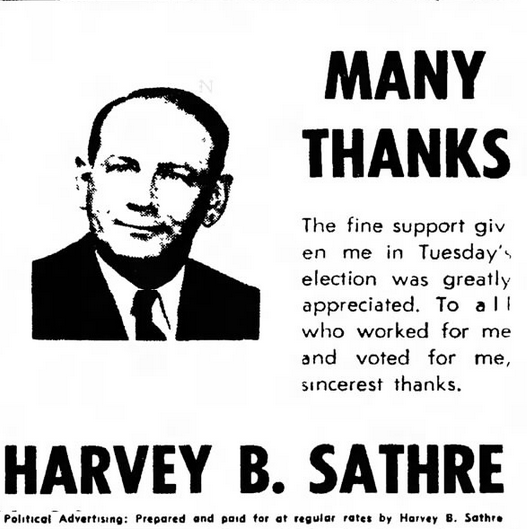 MANY
THANKS
The fine support giv
en me in Tuesday's
election was greatly
appreciated. To all
who worked for me
and voted for me,
sincerest thanks.
HARVEY B. SATHRE
Political Advertising: Prepared and paid for at regular rates by Harvey B. Sathre